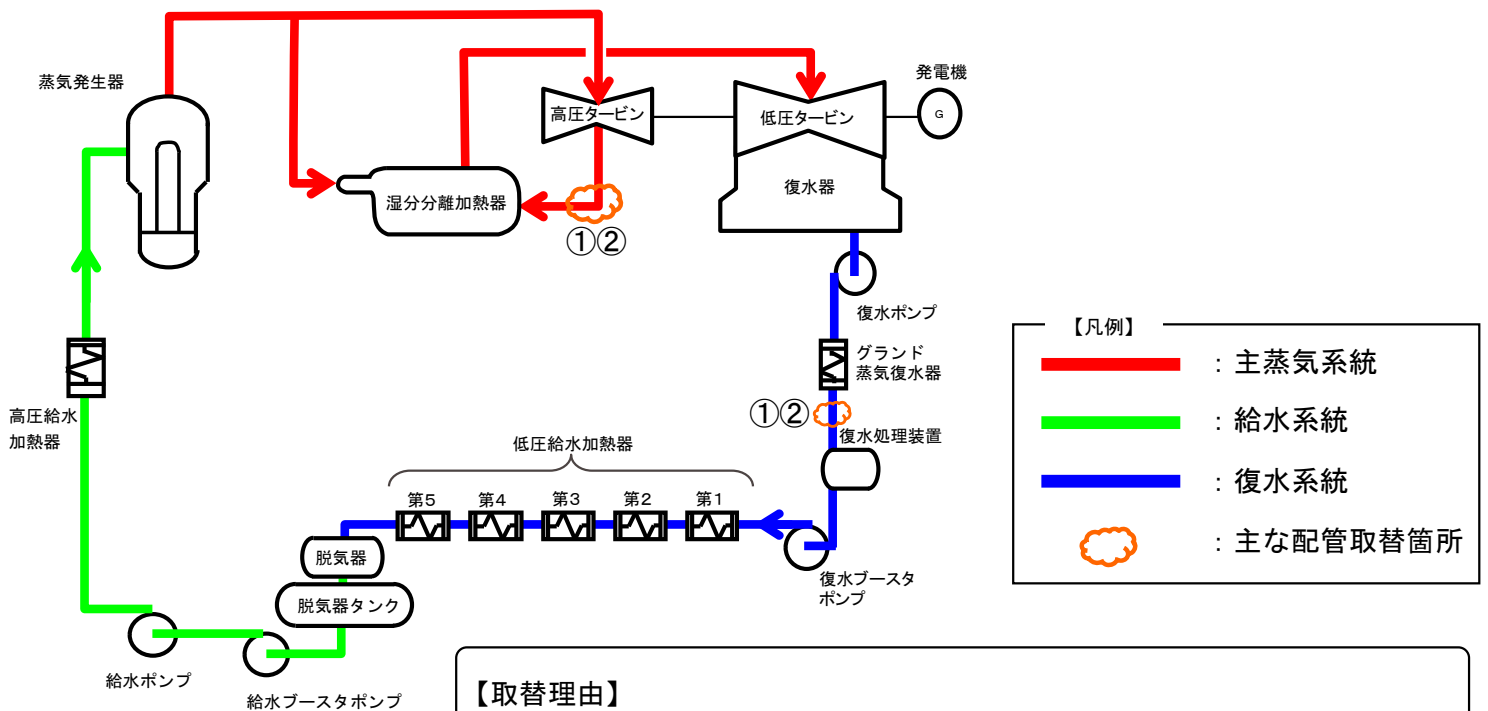 蒸気発生器
高圧タービン
低圧タービン
発電機
G
湿分分離加熱器
復水器
①②
復水ポンプ
グランド
蒸気復水器
①②
復水処理装置
高圧給水
加熱器
低圧給水加熱器
第5
第4
第3
第2
第1
脱気器
脱気器タンク
復水ブースタ
ポンプ
給水ポンプ
給水ブースタポンプ
【凡例】
：主蒸気系統
：給水系統
：復水系統
：主な配管取替箇所
【取替理由】